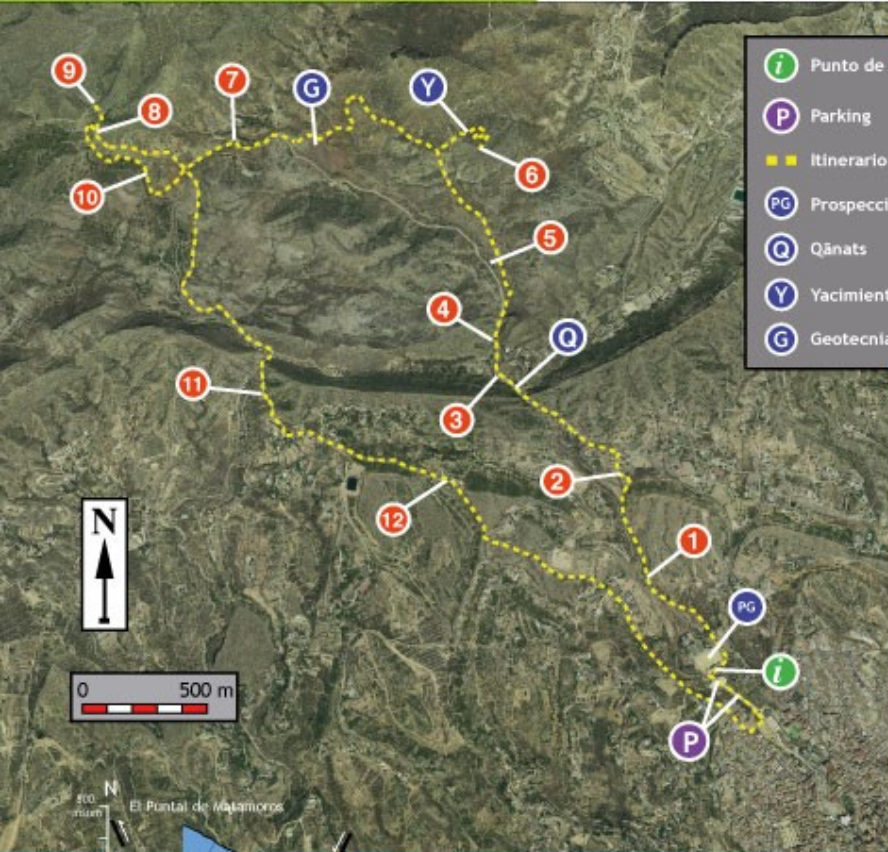 9
8
7
G
Y
10
6
5
4
Q
3
11
2
12
1
PG
i
P
N
0 500 m
i Punto de
P Parking
Itinerario
PG Prospecci
Q Qānats
Y Yacimient
G Geotecnia
N
El Puntal de Matamoros